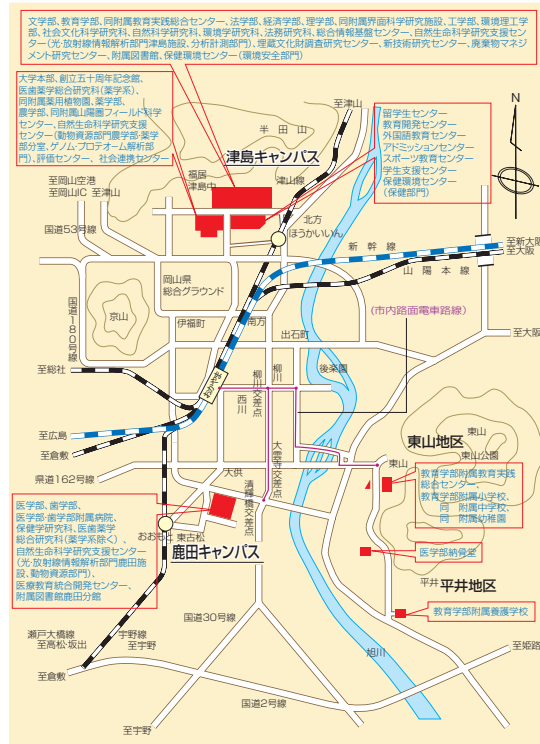 文学部、教育学部、同附属教育実践総合センター、法学部、経済学部、理学部、同附属界面科学研究施設、工学部、環境理工学
部、社会文化科学研究科、自然科学研究科、環境学研究科、法務研究科、総合情報基盤センター、自然生命科学研究支援セン
ター(光・放射線情報解析部門津島施設、分析計測部門)、埋蔵文化財調査研究センター、新技術研究センター、廃棄物マネジ
メント研究センター、附属図書館、保健環境センター(環境安全部門)
大学本部、創立五十周年記念館、
医歯薬学総合研究科(薬学系)、
同附属薬用植物園、薬学部、
農学部、同附属山陽圏フィールド科学
センター、自然生命科学研究支援
センター(動物資源部門農学部・薬学
部分室、ゲノム・プロテオーム解析部
門)、評価センター、社会連携センター
至津山
半田山
津島キャンパス
留学生センター
教育開発センター
外国語教育センター
アドミッションセンター
スポーツ教育センター
学生支援センター
保健環境センター
(保健部門)
N
福居
津島中
津山線
至岡山空港
至岡山IC 至津山
国道53号線
北方
ほうかいいん
新幹線
至新大阪
至大阪
山陽本線
岡山県
総合グラウンド
国道180号線
京山
(市内路面電車路線)
伊福町
南方
出石町
至大阪
至総社
おかやま
柳川
柳川交差点
後楽園
西川
至広島
至倉敷
東山地区
東山
東山公園
東山
大雲寺交差点
大供
県道162号線
清輝橋交差点
教育学部附属教育実践
総合センター、
教育学部附属小学校、
同 附属中学校、
同 附属幼稚園
医学部、歯学部、
医学部・歯学部附属病院、
保健学研究科、医歯薬学
総合研究科(薬学系除く)、
自然生命科学研究支援センター
(光・放射線情報解析部門鹿田施
設、動物資源部門)、
医療教育統合開発センター、
附属図書館鹿田分館
おおもと
東古松
鹿田キャンパス
医学部納骨堂
平井
平井地区
教育学部附属養護学校
国道30号線
瀬戸大橋線
至高松・坂出
宇野線
至宇野
旭川
至姫路
至倉敷
国道2号線
至宇野